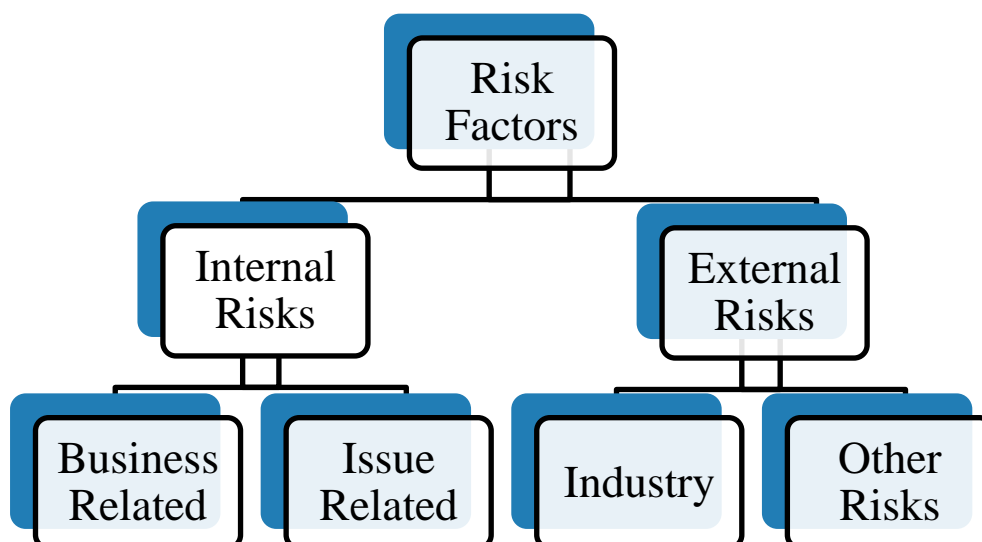 Risk
Factors
Internal
Risks
External
Risks
Business
Related
Issue
Related
Industry
Other
Risks